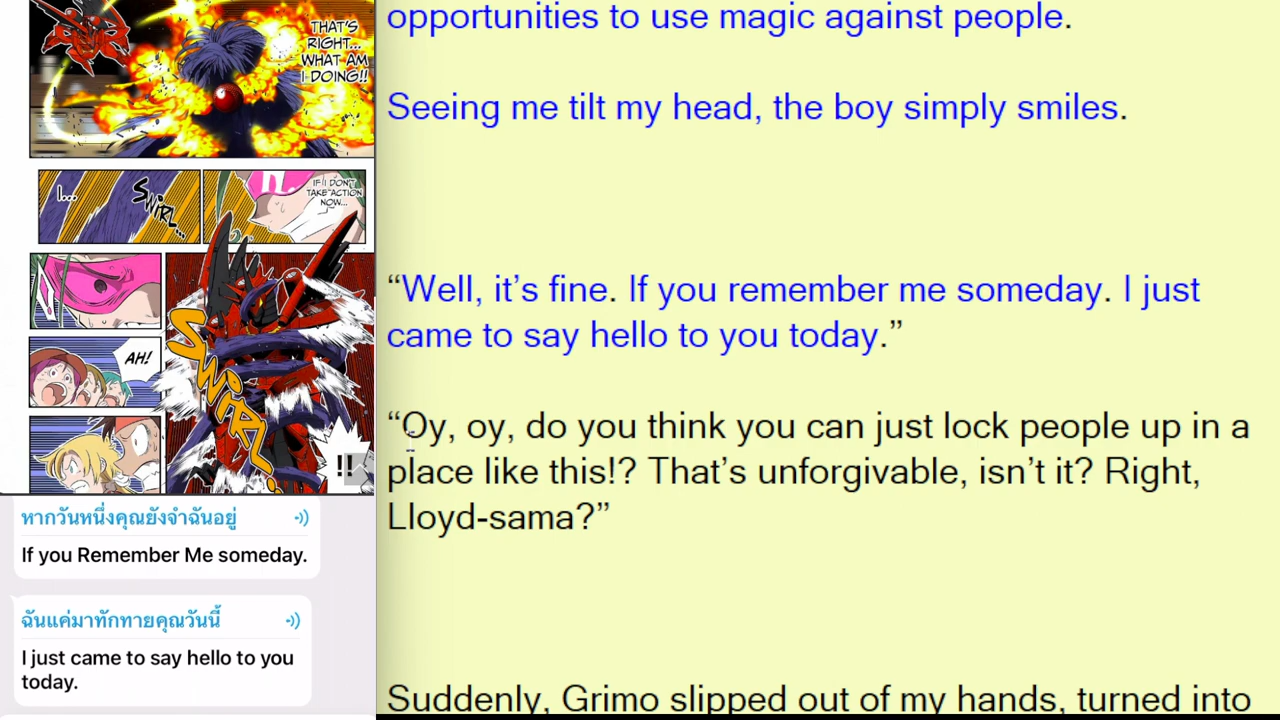 THAT'S
RIGHT...
WHAT AM
I DOING!!
I...
SWIRL...
IF I DON'T
TAKE ACTION
NOW...
AH!
SWIRL
!!
หากวันหนึ่งคุณยังจำฉันอยู่
If you Remember Me someday.
ฉันแค่มาทักทายคุณวันนี้
I just came to say hello to you
today.
opportunities to use magic against people.
Seeing me tilt my head, the boy simply smiles.
“Well, it’s fine. If you remember me someday. I just
came to say hello to you today.”
“Oy, oy, do you think you can just lock people up in a
place like this!? That’s unforgivable, isn’t it? Right,
Lloyd-sama?”
Suddenly, Grimo slipped out of my hands, turned into